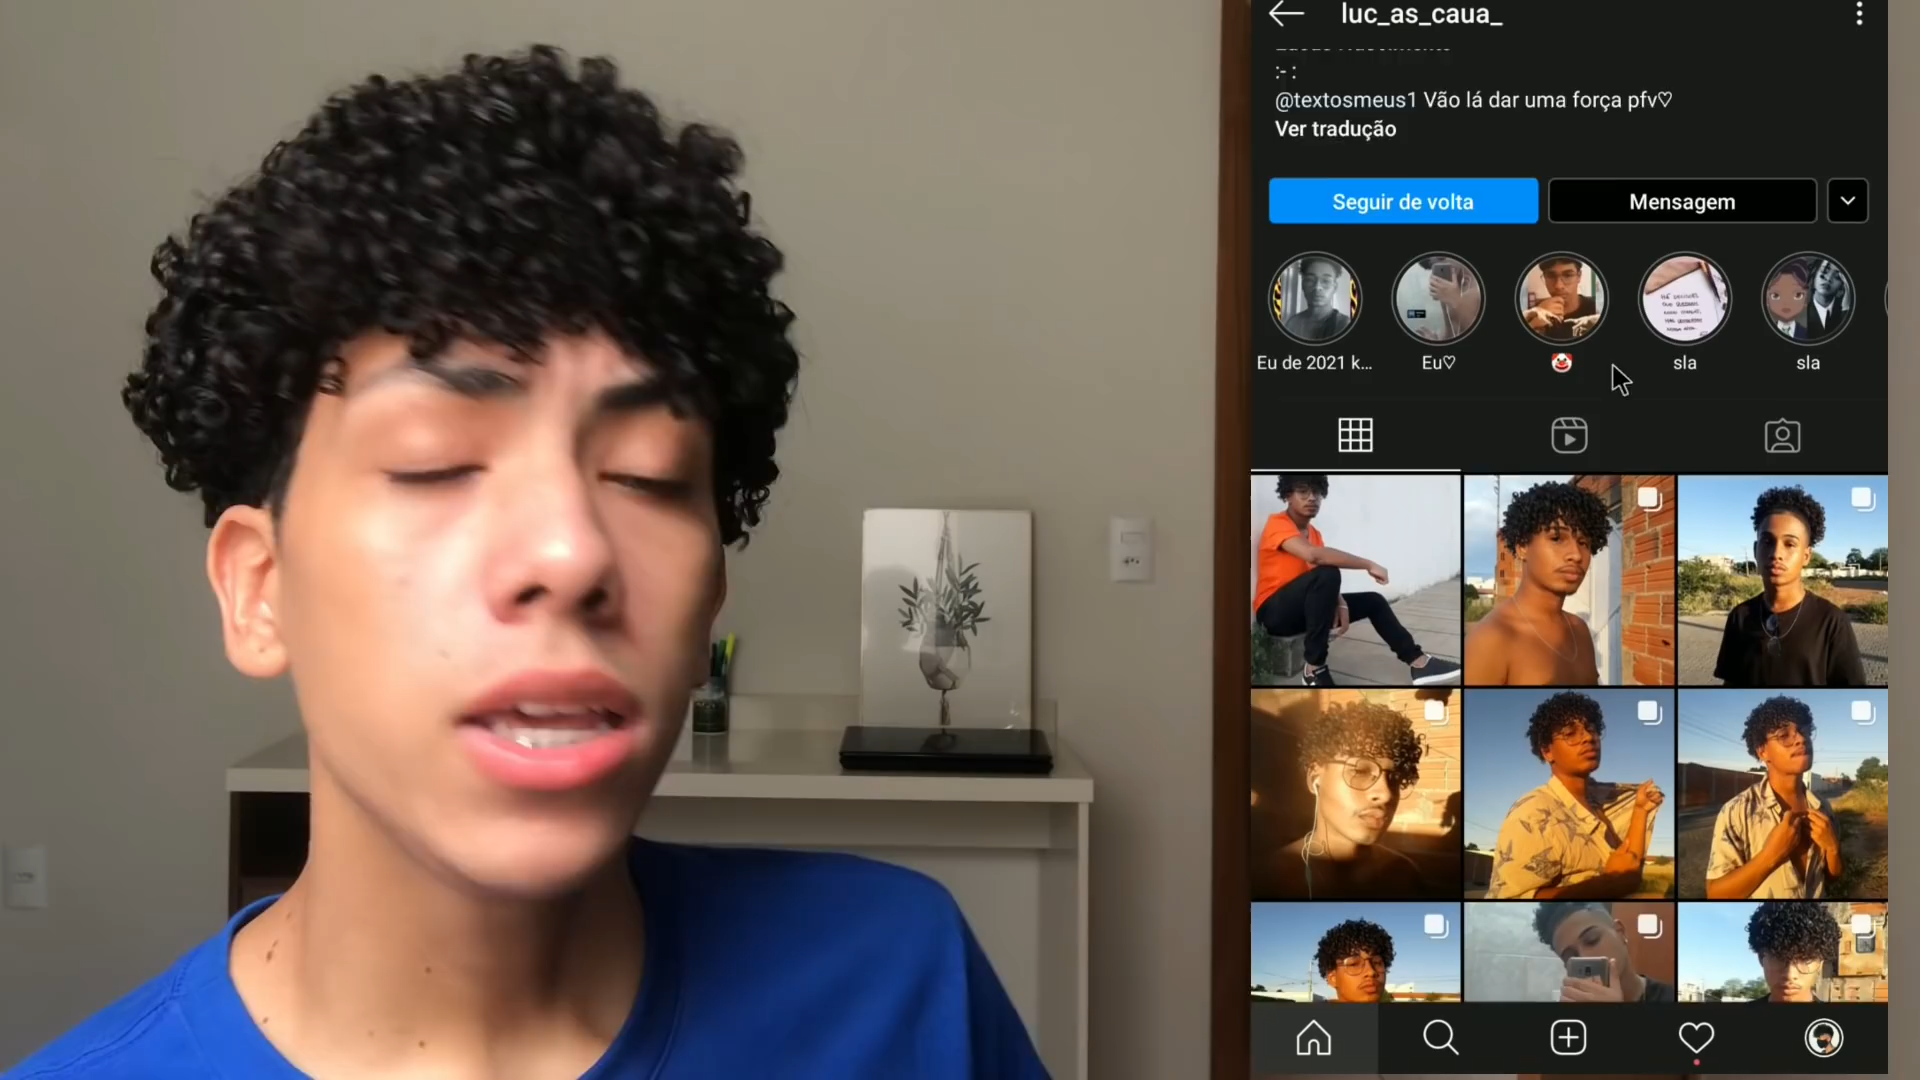 luc_as_caua_
:- :
@textosmeus1 Vão lá dar uma força pfv♡
Ver tradução
Seguir de volta
Mensagem
Eu de 2021 k...
Eu♡
🤡
sla
sla